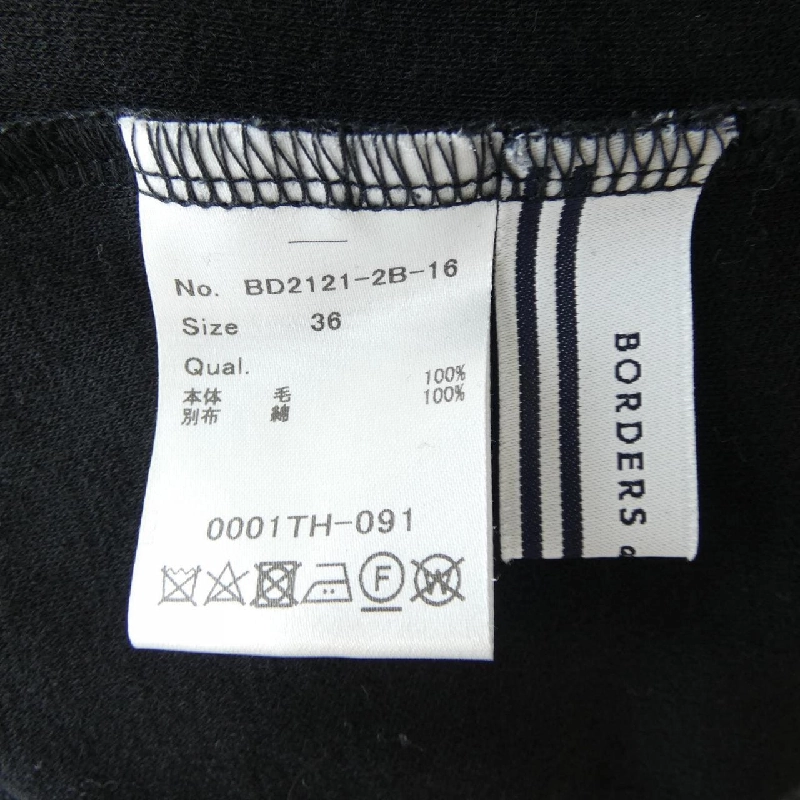 No. BD2121-2B-16
Size 36
Qual.
本体 毛 100%
別布 綿 100%
0001TH-091
F
W
BORDERS a